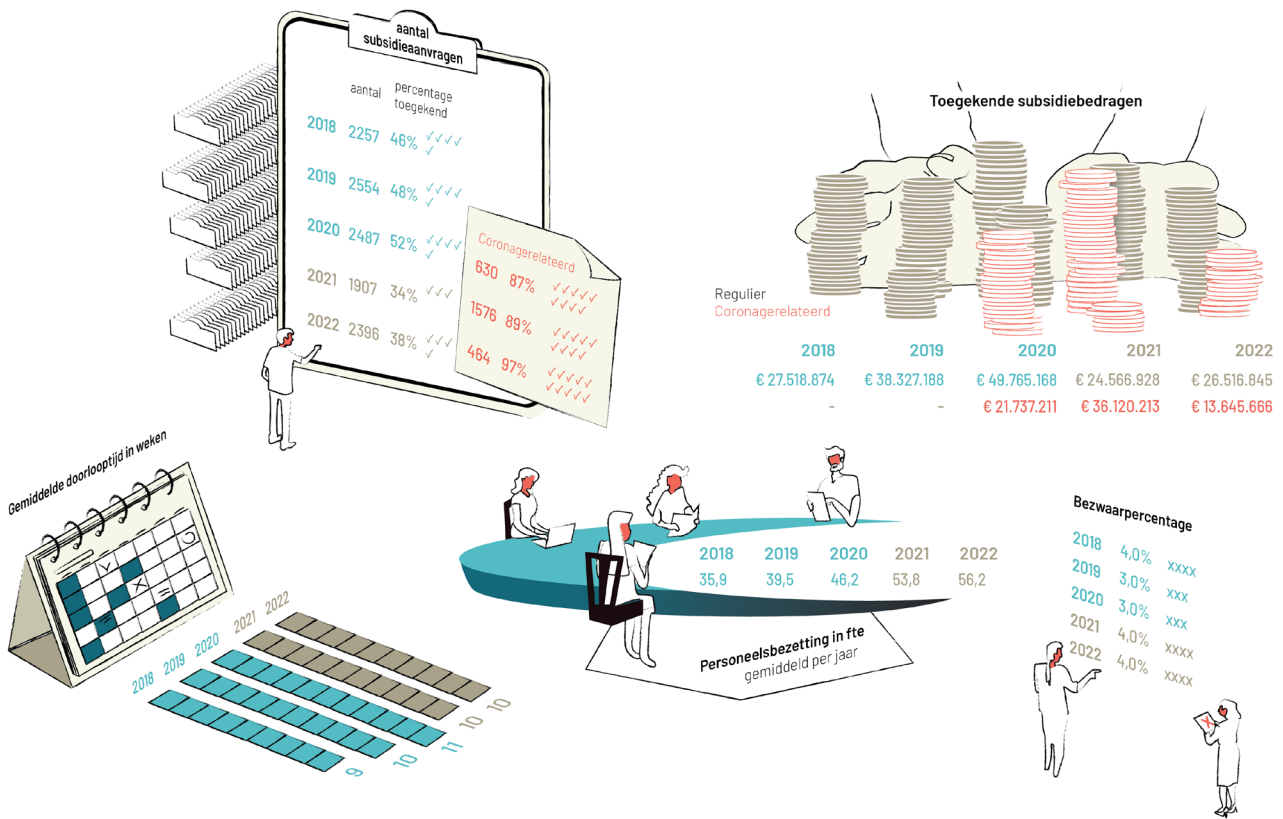 aantal
subsidieaanvragen
aantal percentage
toegekend
2018 2257 46%
2019 2554 48%
2020 2487 52%
2021 1907 34%
2022 2396 38%
Coronagerelateerd
630 87%
1576 89%
464 97%
Toegekende subsidiebedragen
Regulier
Coronagerelateerd
2018 2019 2020 2021 2022
€ 27.518.874 € 38.327.188 € 49.765.168 € 24.566.928 € 26.516.845
- - € 21.737.211 € 36.120.213 € 13.645.666
Gemiddelde doorlooptijd in weken
2018 2019 2020 2021 2022
9 10 11 10 10
2018 2019 2020 2021 2022
35,9 39,5 46,2 53,8 56,2
Personeelsbezetting in fte
gemiddeld per jaar
Bezwaarpercentage
2018 4,0% xxxx
2019 3,0% xxx
2020 3,0% xxx
2021 4,0% xxxx
2022 4,0% xxxx